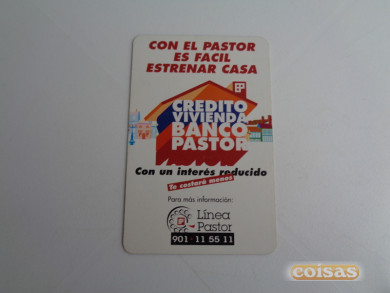 CON EL PASTOR
ES FACIL
ESTRENAR CASA
CREDITO
VIVIENDA
BANCO
PASTOR
Con un interés reducido
Te costará menos
Para más información:
Línea
Pastor
901 · 11 55 11
coisas